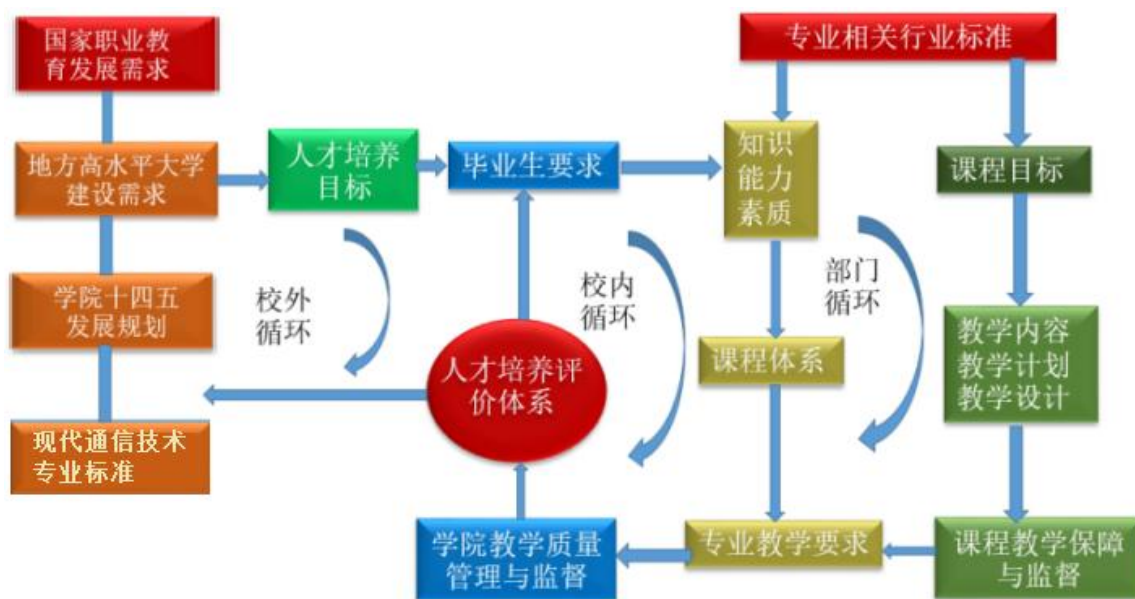 国家职业教
育发展需求
专业相关行业标准
地方高水平大学
建设需求
人才培养
目标
毕业生要求
知识
能力
素质
课程目标
学院十四五
发展规划
校外
循环
校内
循环
部门
循环
人才培养评
价体系
课程体系
教学内容
教学计划
教学设计
现代通信技术
专业标准
学院教学质量
管理与监督
专业教学要求
课程教学保障
与监督